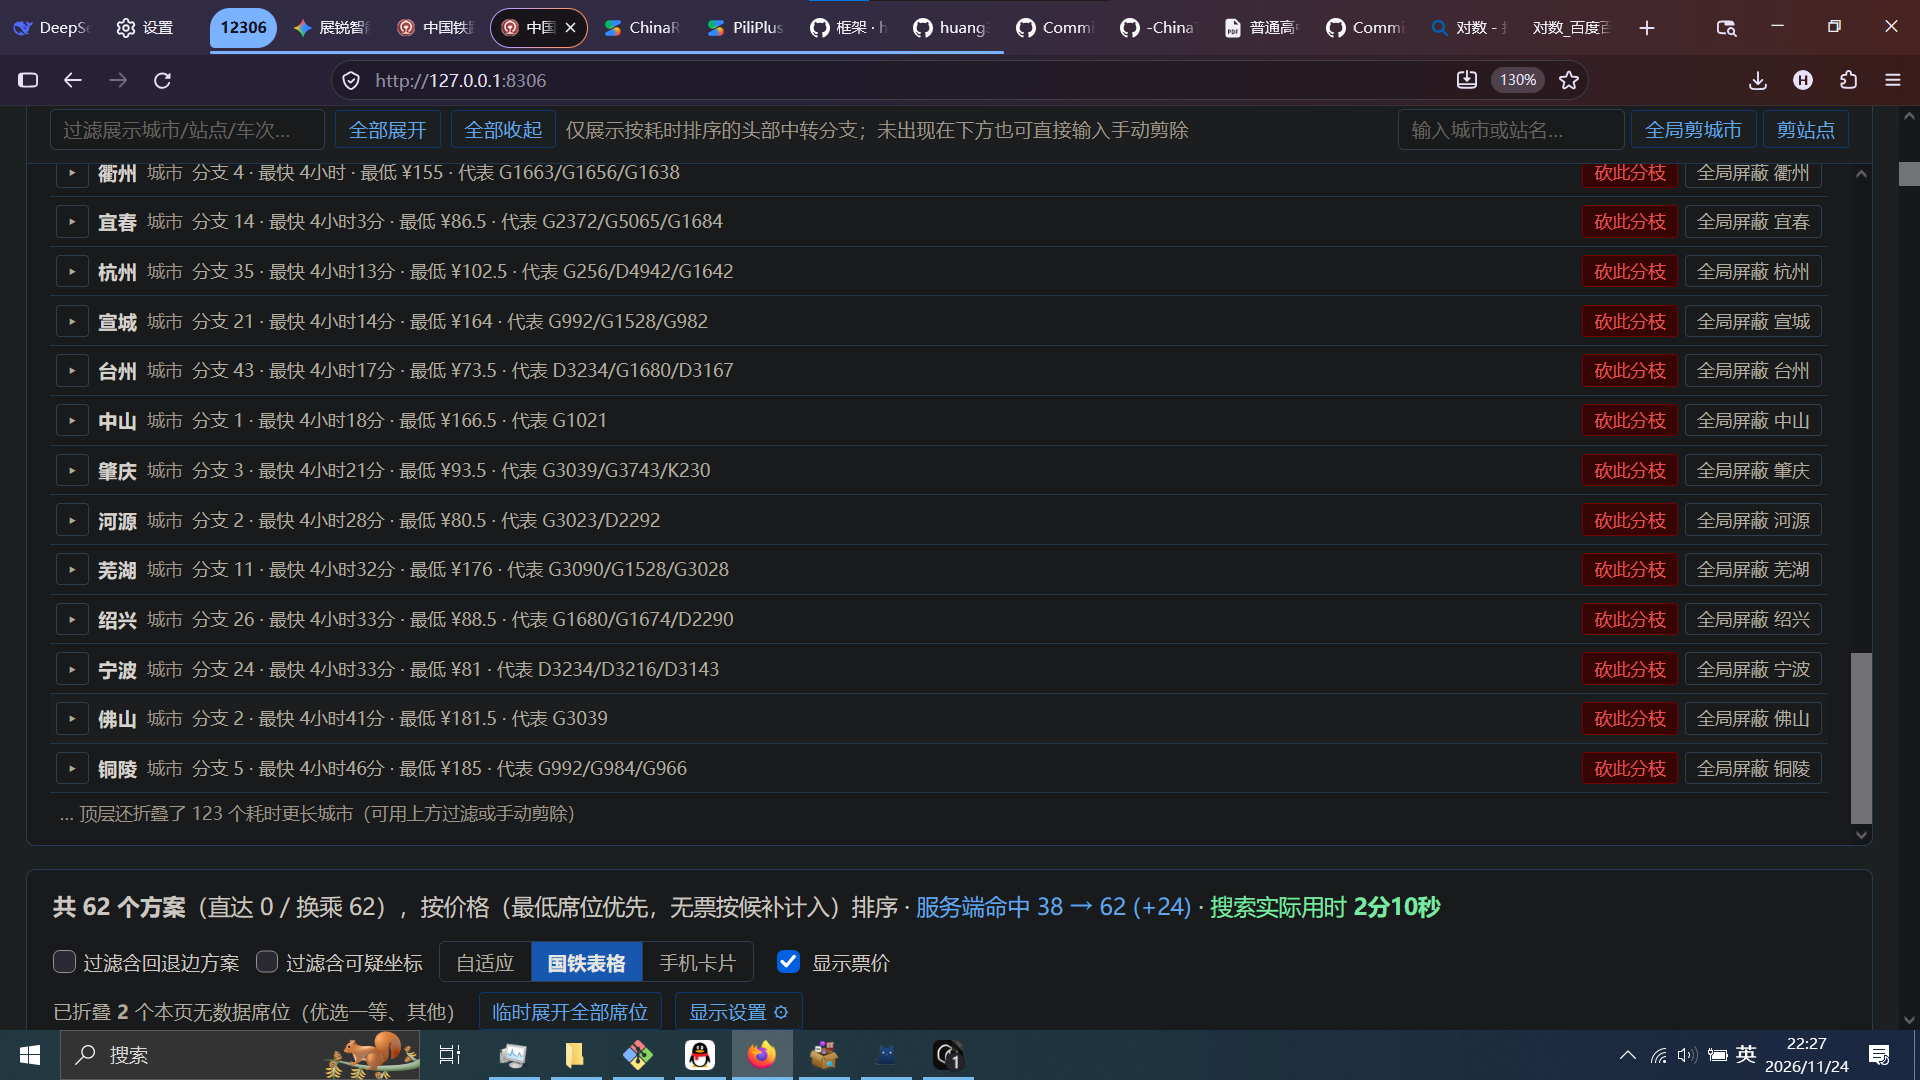 DeepSe
设置
12306
展锐智能
中国铁路
中国
ChinaR
PiliPlus
框架 · h
huang
Commi
-China
普通高
Commi
对数 - 搜
对数_百度百
http://127.0.0.1:8306
130%
H
过滤展示城市/站点/车次...
全部展开
全部收起
仅展示按耗时排序的头部中转分支；未出现在下方也可直接输入手动剪除
输入城市或站名...
全局剪城市
剪站点
衢州 城市 分支 4 · 最快 4小时 · 最低 ¥155 · 代表 G1663/G1656/G1638 砍此分枝 全局屏蔽 衢州
宜春 城市 分支 14 · 最快 4小时3分 · 最低 ¥86.5 · 代表 G2372/G5065/G1684 砍此分枝 全局屏蔽 宜春
杭州 城市 分支 35 · 最快 4小时13分 · 最低 ¥102.5 · 代表 G256/D4942/G1642 砍此分枝 全局屏蔽 杭州
宣城 城市 分支 21 · 最快 4小时14分 · 最低 ¥164 · 代表 G992/G1528/G982 砍此分枝 全局屏蔽 宣城
台州 城市 分支 43 · 最快 4小时17分 · 最低 ¥73.5 · 代表 D3234/G1680/D3167 砍此分枝 全局屏蔽 台州
中山 城市 分支 1 · 最快 4小时18分 · 最低 ¥166.5 · 代表 G1021 砍此分枝 全局屏蔽 中山
肇庆 城市 分支 3 · 最快 4小时21分 · 最低 ¥93.5 · 代表 G3039/G3743/K230 砍此分枝 全局屏蔽 肇庆
河源 城市 分支 2 · 最快 4小时28分 · 最低 ¥80.5 · 代表 G3023/D2292 砍此分枝 全局屏蔽 河源
芜湖 城市 分支 11 · 最快 4小时32分 · 最低 ¥176 · 代表 G3090/G1528/G3028 砍此分枝 全局屏蔽 芜湖
绍兴 城市 分支 26 · 最快 4小时33分 · 最低 ¥88.5 · 代表 G1680/G1674/D2290 砍此分枝 全局屏蔽 绍兴
宁波 城市 分支 24 · 最快 4小时33分 · 最低 ¥81 · 代表 D3234/D3216/D3143 砍此分枝 全局屏蔽 宁波
佛山 城市 分支 2 · 最快 4小时41分 · 最低 ¥181.5 · 代表 G3039 砍此分枝 全局屏蔽 佛山
铜陵 城市 分支 5 · 最快 4小时46分 · 最低 ¥185 · 代表 G992/G984/G966 砍此分枝 全局屏蔽 铜陵
... 顶层还折叠了 123 个耗时更长城市（可用上方过滤或手动剪除）
共 62 个方案（直达 0 / 换乘 62），按价格（最低席位优先，无票按候补计入）排序 · 服务端命中 38 → 62 (+24) · 搜索实际用时 2分10秒
过滤含回退边方案 过滤含可疑坐标 自适应 国铁表格 手机卡片 显示票价
已折叠 2 个本页无数据席位（优选一等、其他） 临时展开全部席位 显示设置
搜索
1
英
22:27
2026/11/24